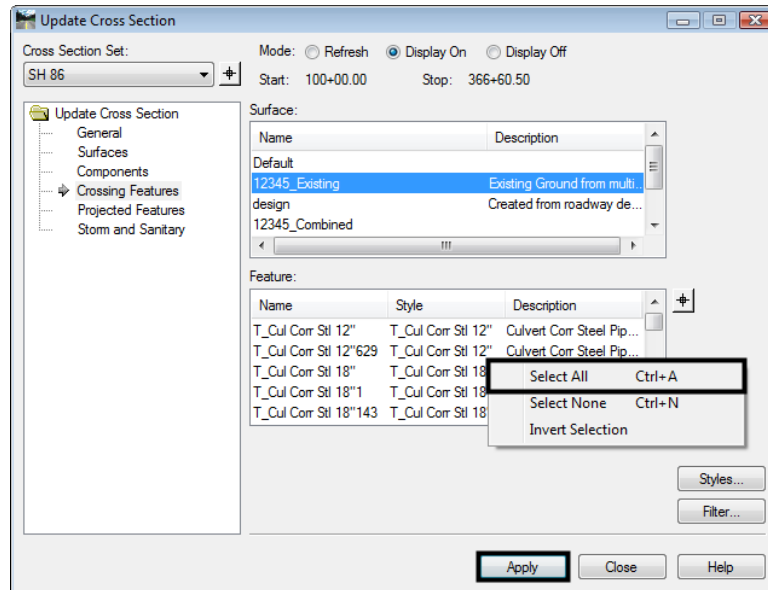 Update Cross Section
Cross Section Set:
SH 86
Mode: Refresh Display On Display Off
Start: 100+00.00 Stop: 366+60.50
Update Cross Section
General
Surfaces
Components
Crossing Features
Projected Features
Storm and Sanitary
Surface:
Name Description
Default
12345_Existing Existing Ground from multi...
design Created from roadway de...
12345_Combined
Feature:
Name Style Description
T_Cul Corr Stl 12" T_Cul Corr Stl 12" Culvert Corr Steel Pip...
T_Cul Corr Stl 12"629 T_Cul Corr Stl 12" Culvert Corr Steel Pip...
T_Cul Corr Stl 18" T_Cul Corr Stl 18
T_Cul Corr Stl 18"1 T_Cul Corr Stl 18
T_Cul Corr Stl 18"143 T_Cul Corr Stl 18
Select All Ctrl+A
Select None Ctrl+N
Invert Selection
Styles...
Filter...
Apply Close Help